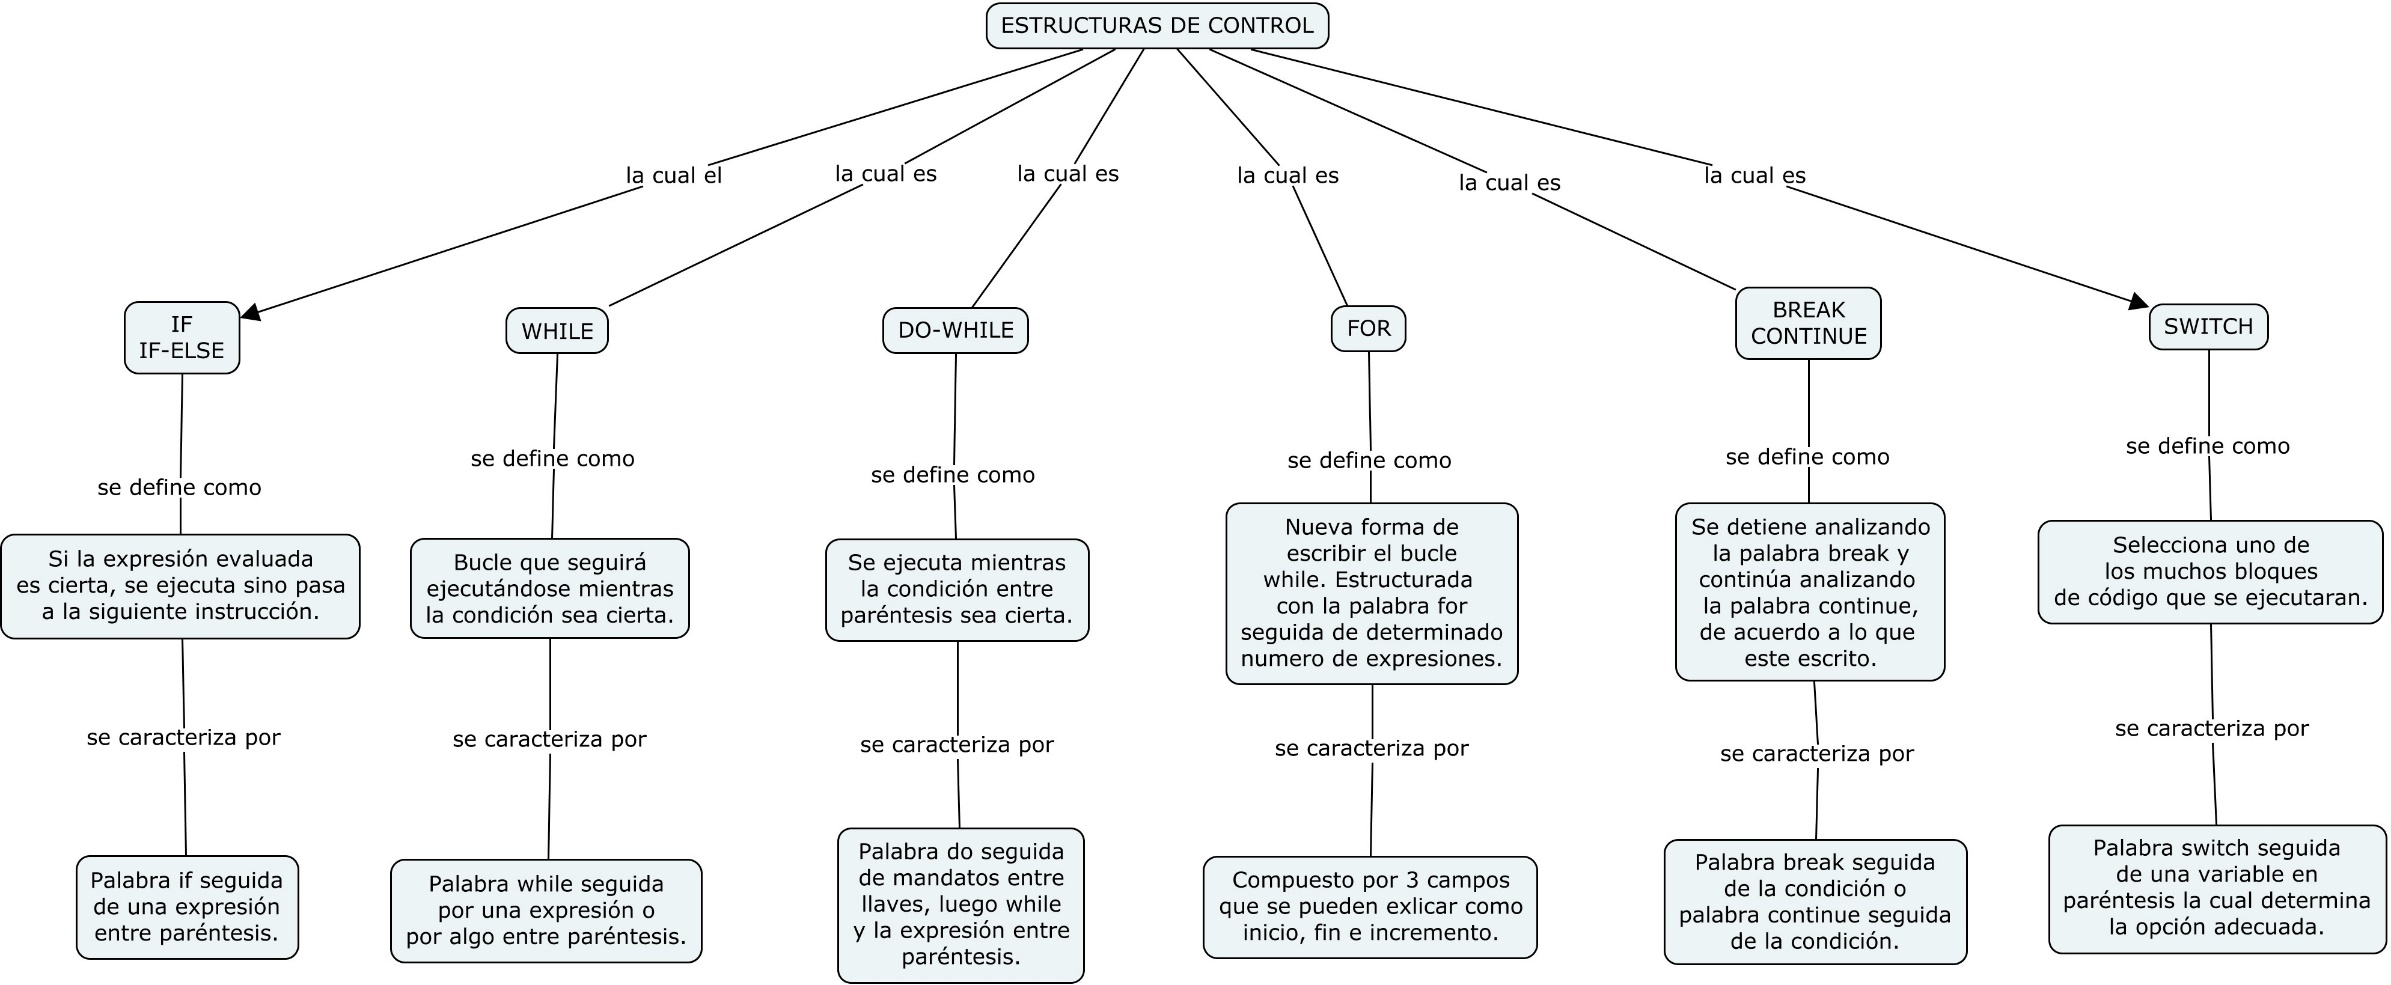 ESTRUCTURAS DE CONTROL
la cual el
la cual es
la cual es
la cual es
la cual es
la cual es
IF
IF-ELSE
WHILE
DO-WHILE
FOR
BREAK
CONTINUE
SWITCH
se define como
se define como
se define como
se define como
se define como
se define como
Si la expresión evaluada
es cierta, se ejecuta sino pasa
a la siguiente instrucción.
Bucle que seguirá
ejecutándose mientras
la condición sea cierta.
Se ejecuta mientras
la condición entre
paréntesis sea cierta.
Nueva forma de
escribir el bucle
while. Estructurada
con la palabra for
seguida de determinado
numero de expresiones.
Se detiene analizando
la palabra break y
continúa analizando
la palabra continue,
de acuerdo a lo que
este escrito.
Selecciona uno de
los muchos bloques
de código que se ejecutaran.
se caracteriza por
se caracteriza por
se caracteriza por
se caracteriza por
se caracteriza por
se caracteriza por
Palabra if seguida
de una expresión
entre paréntesis.
Palabra while seguida
por una expresión o
por algo entre paréntesis.
Palabra do seguida
de mandatos entre
llaves, luego while
y la expresión entre
paréntesis.
Compuesto por 3 campos
que se pueden exlicar como
inicio, fin e incremento.
Palabra break seguida
de la condición o
palabra continue seguida
de la condición.
Palabra switch seguida
de una variable en
paréntesis la cual determina
la opción adecuada.